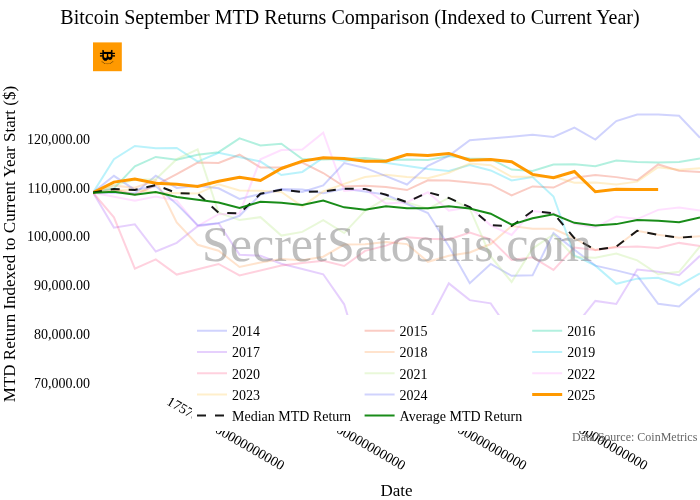 Bitcoin September MTD Returns Comparison (Indexed to Current Year)
MTD Return Indexed to Current Year Start ($)
120,000.00
110,000.00
100,000.00
90,000.00
80,000.00
70,000.00
SecretSatoshis.com
2014 2015 2016
2017 2018 2019
2020 2021 2022
2023 2024 2025
Median MTD Return Average MTD Return
Data Source: CoinMetrics
Date